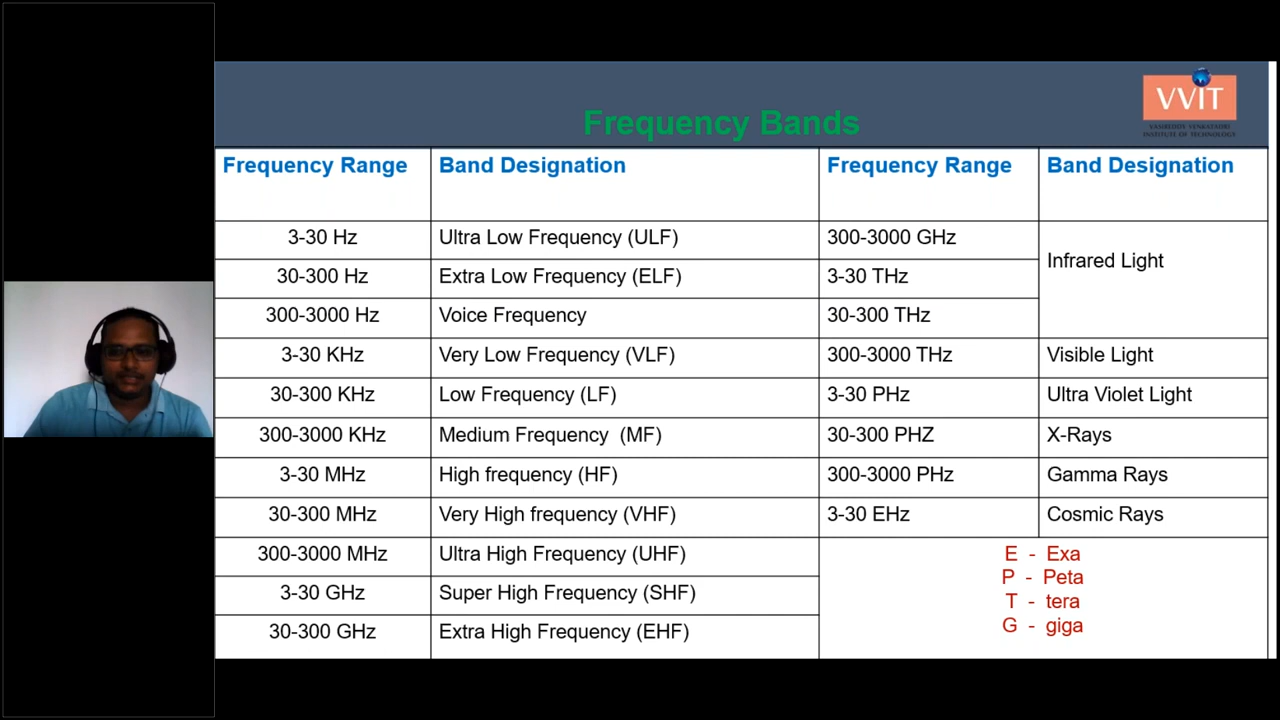 VVIT
VASIREDDY VENKATADRI
INSTITUTE OF TECHNOLOGY
Frequency Bands
Frequency Range Band Designation Frequency Range Band Designation
3-30 Hz Ultra Low Frequency (ULF) 300-3000 GHz Infrared Light
30-300 Hz Extra Low Frequency (ELF) 3-30 THz
300-3000 Hz Voice Frequency 30-300 THz
3-30 KHz Very Low Frequency (VLF) 300-3000 THz Visible Light
30-300 KHz Low Frequency (LF) 3-30 PHz Ultra Violet Light
300-3000 KHz Medium Frequency (MF) 30-300 PHZ X-Rays
3-30 MHz High frequency (HF) 300-3000 PHz Gamma Rays
30-300 MHz Very High frequency (VHF) 3-30 EHz Cosmic Rays
300-3000 MHz Ultra High Frequency (UHF)
3-30 GHz Super High Frequency (SHF)
30-300 GHz Extra High Frequency (EHF)
E - Exa
P - Peta
T - tera
G - giga